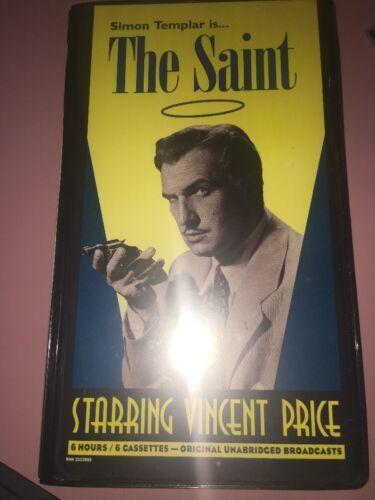 Simon Templar is...
The Saint
STARRING VINCENT PRICE
6 HOURS / 6 CASSETTES — ORIGINAL UNABRIDGED BROADCASTS